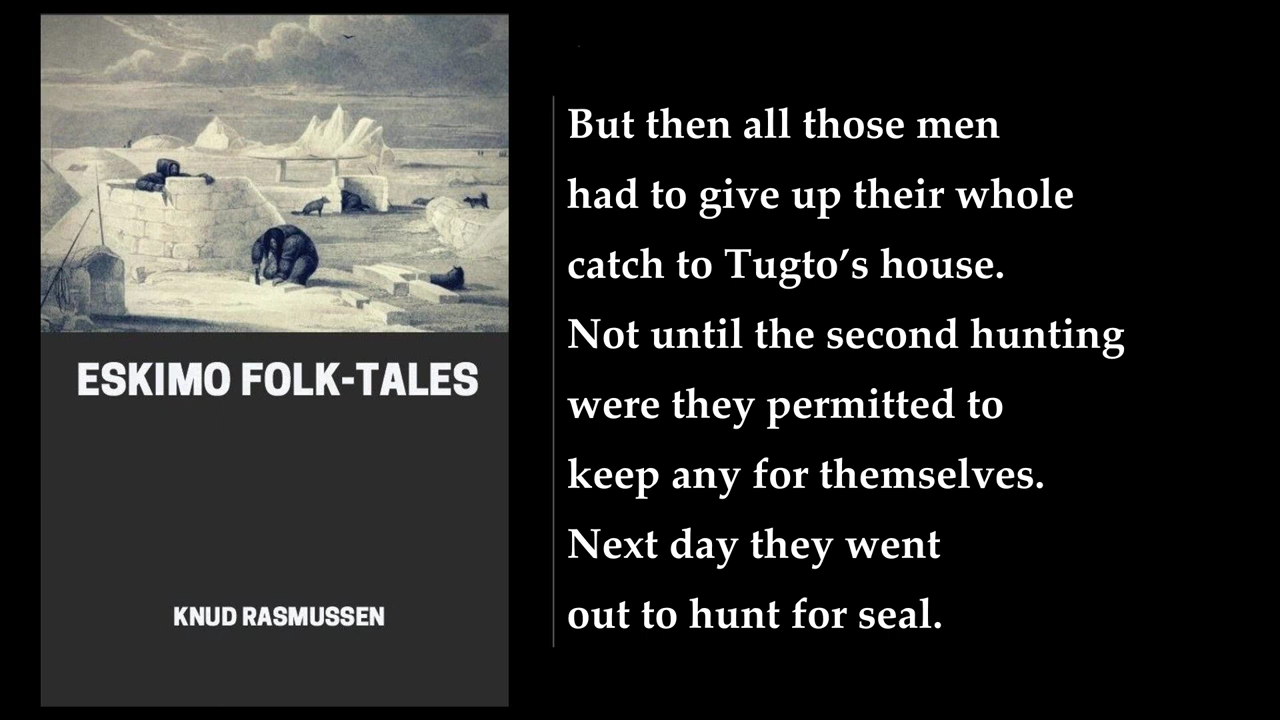 ESKIMO FOLK-TALES
KNUD RASMUSSEN
But then all those men
had to give up their whole
catch to Tugto’s house.
Not until the second hunting
were they permitted to
keep any for themselves.
Next day they went
out to hunt for seal.